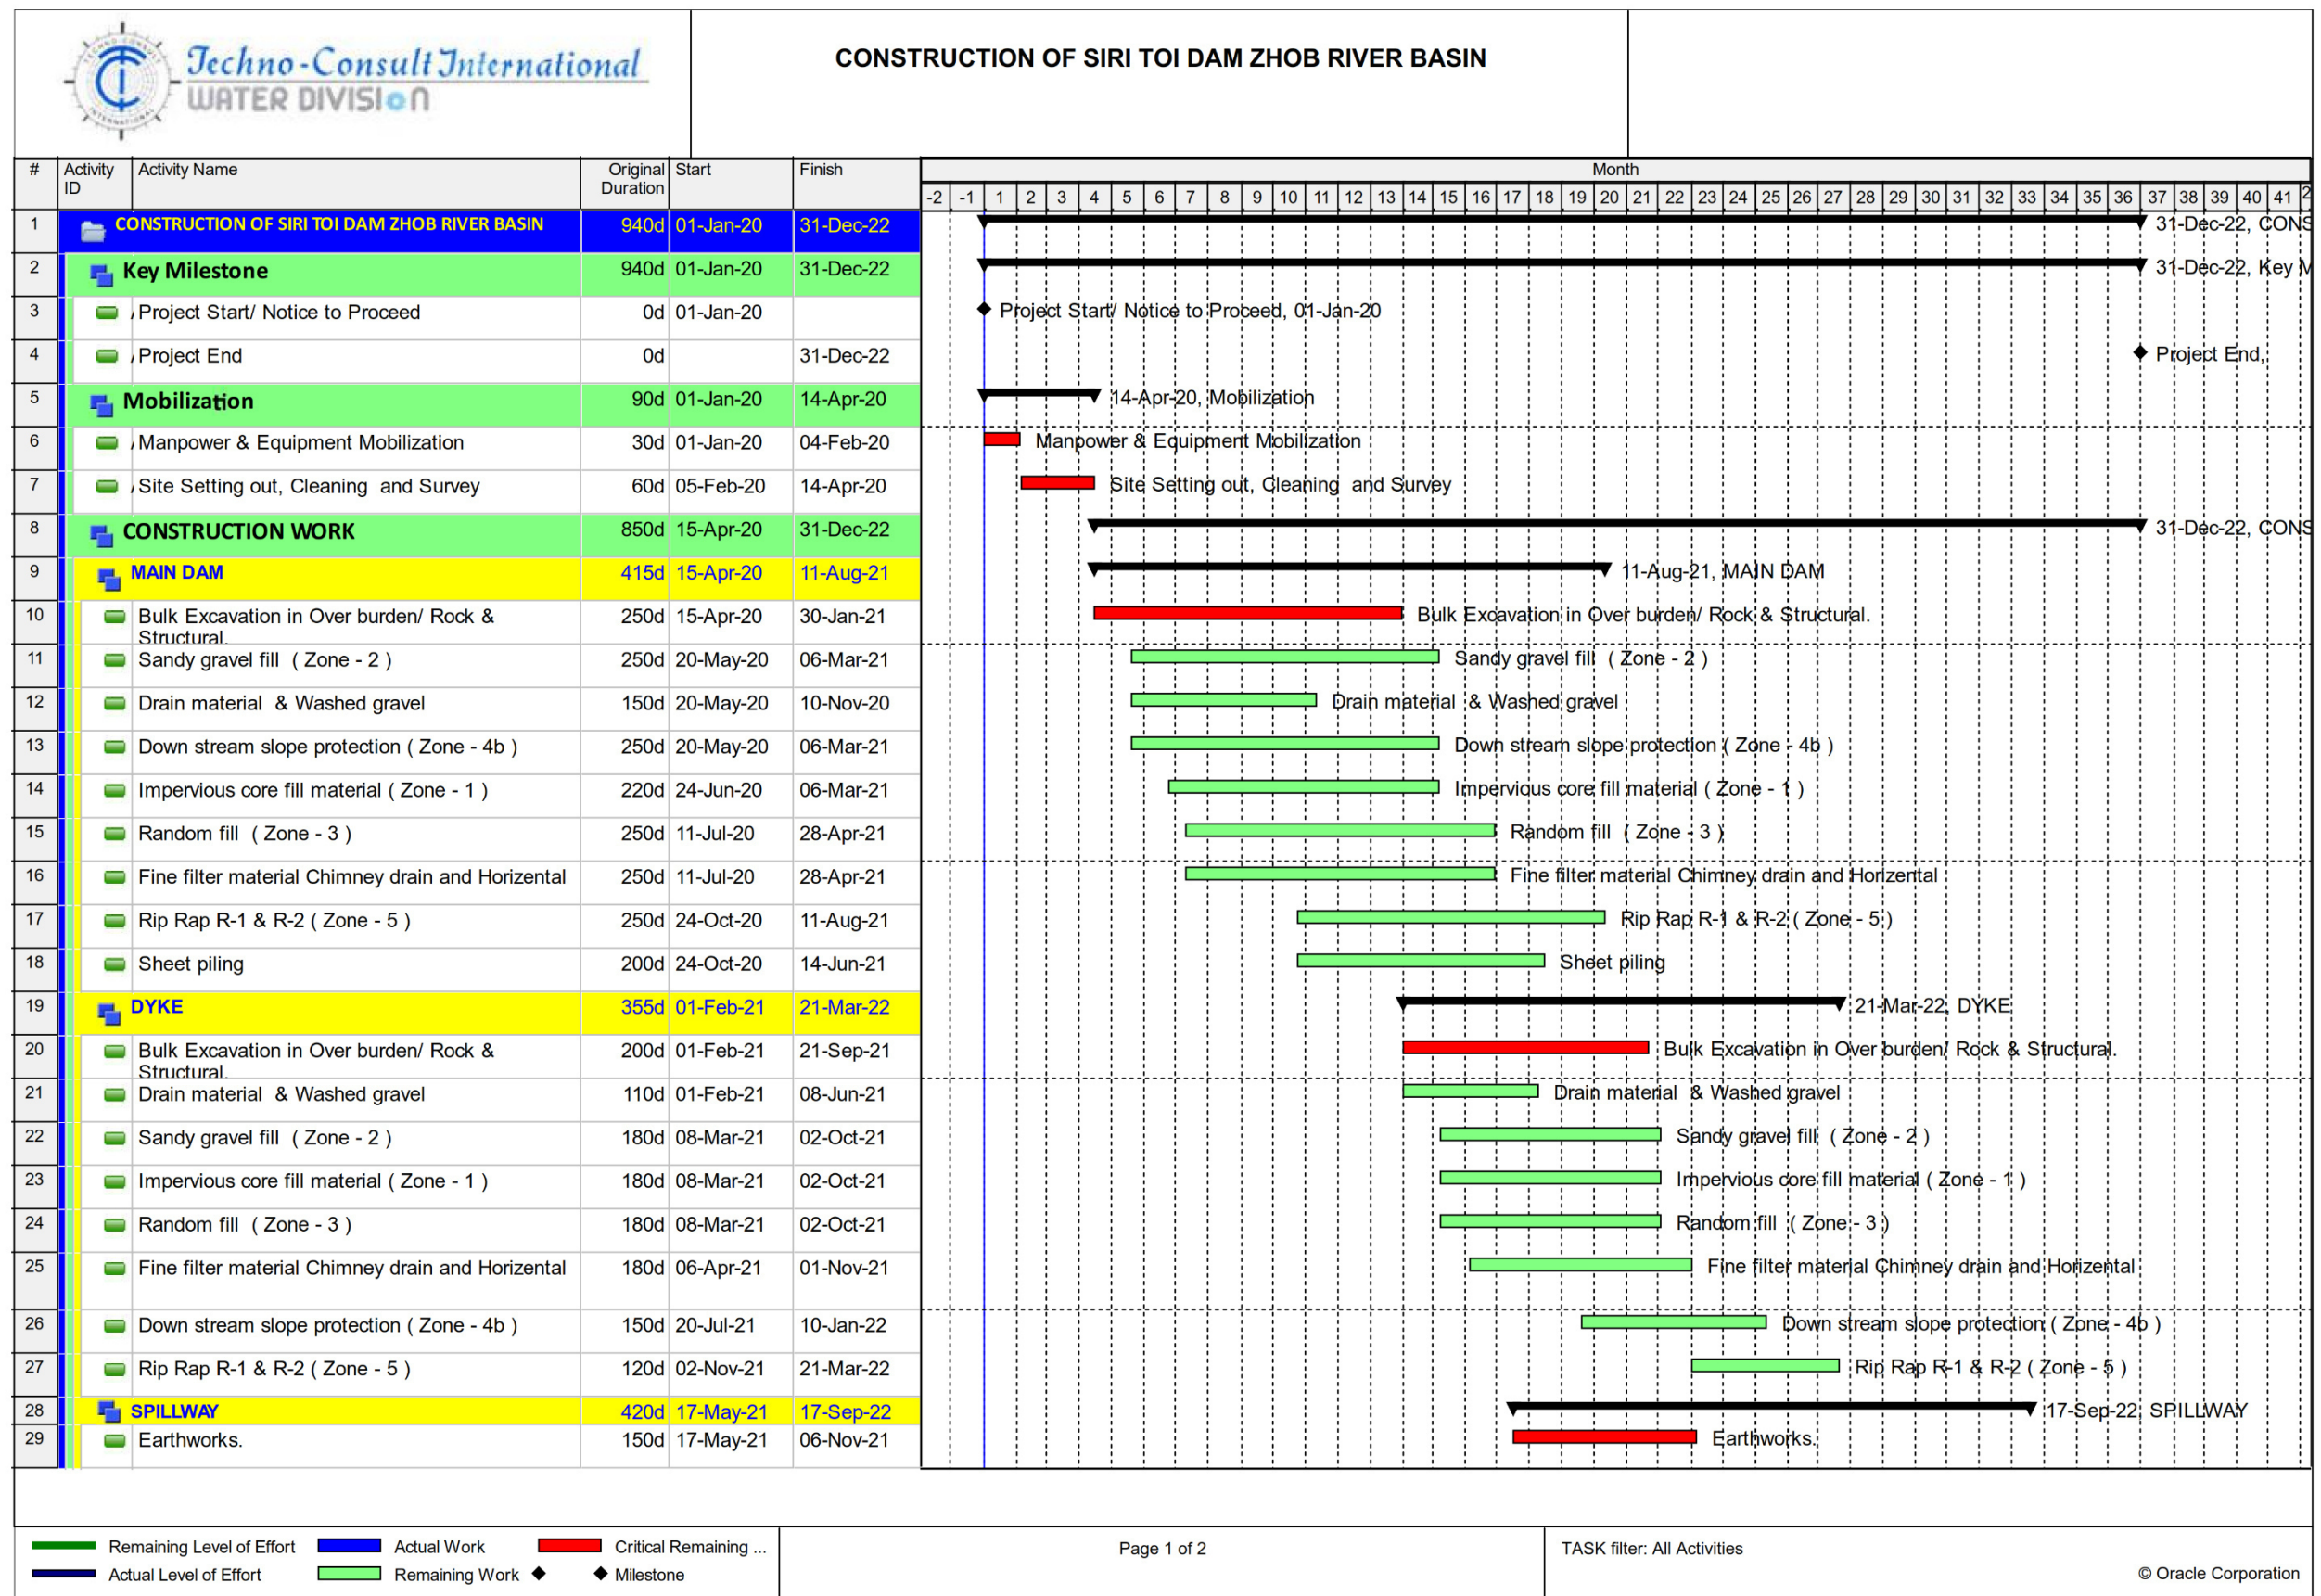 Techno-Consult International
WATER DIVISION
CONSTRUCTION OF SIRI TOI DAM ZHOB RIVER BASIN
# Activity ID Activity Name Original Duration Start Finish Month
-2 -1 1 2 3 4 5 6 7 8 9 10 11 12 13 14 15 16 17 18 19 20 21 22 23 24 25 26 27 28 29 30 31 32 33 34 35 36 37 38 39 40 41 2
1 CONSTRUCTION OF SIRI TOI DAM ZHOB RIVER BASIN 940d 01-Jan-20 31-Dec-22 31-Dec-22, CONS
2 Key Milestone 940d 01-Jan-20 31-Dec-22 31-Dec-22, Key M
3 Project Start/ Notice to Proceed 0d 01-Jan-20 Project Start/ Notice to Proceed, 01-Jan-20
4 Project End 0d 31-Dec-22 Project End,
5 Mobilization 90d 01-Jan-20 14-Apr-20 14-Apr-20, Mobilization
6 Manpower & Equipment Mobilization 30d 01-Jan-20 04-Feb-20 Manpower & Equipment Mobilization
7 Site Setting out, Cleaning and Survey 60d 05-Feb-20 14-Apr-20 Site Setting out, Cleaning and Survey
8 CONSTRUCTION WORK 850d 15-Apr-20 31-Dec-22 31-Dec-22, CONS
9 MAIN DAM 415d 15-Apr-20 11-Aug-21 11-Aug-21, MAIN DAM
10 Bulk Excavation in Over burden/ Rock & Structural. 250d 15-Apr-20 30-Jan-21 Bulk Excavation in Over burden/ Rock & Structural.
11 Sandy gravel fill ( Zone - 2 ) 250d 20-May-20 06-Mar-21 Sandy gravel fill ( Zone - 2 )
12 Drain material & Washed gravel 150d 20-May-20 10-Nov-20 Drain material & Washed gravel
13 Down stream slope protection ( Zone - 4b ) 250d 20-May-20 06-Mar-21 Down stream slope protection ( Zone - 4b )
14 Impervious core fill material ( Zone - 1 ) 220d 24-Jun-20 06-Mar-21 Impervious core fill material ( Zone - 1 )
15 Random fill ( Zone - 3 ) 250d 11-Jul-20 28-Apr-21 Random fill ( Zone - 3 )
16 Fine filter material Chimney drain and Horizental 250d 11-Jul-20 28-Apr-21 Fine filter material Chimney drain and Horizental
17 Rip Rap R-1 & R-2 ( Zone - 5 ) 250d 24-Oct-20 11-Aug-21 Rip Rap R-1 & R-2 ( Zone - 5 )
18 Sheet piling 200d 24-Oct-20 14-Jun-21 Sheet piling
19 DYKE 355d 01-Feb-21 21-Mar-22 21-Mar-22, DYKE
20 Bulk Excavation in Over burden/ Rock & Structural. 200d 01-Feb-21 21-Sep-21 Bulk Excavation in Over burden/ Rock & Structural.
21 Drain material & Washed gravel 110d 01-Feb-21 08-Jun-21 Drain material & Washed gravel
22 Sandy gravel fill ( Zone - 2 ) 180d 08-Mar-21 02-Oct-21 Sandy gravel fill ( Zone - 2 )
23 Impervious core fill material ( Zone - 1 ) 180d 08-Mar-21 02-Oct-21 Impervious core fill material ( Zone - 1 )
24 Random fill ( Zone - 3 ) 180d 08-Mar-21 02-Oct-21 Random fill ( Zone - 3 )
25 Fine filter material Chimney drain and Horizental 180d 06-Apr-21 01-Nov-21 Fine filter material Chimney drain and Horizental
26 Down stream slope protection ( Zone - 4b ) 150d 20-Jul-21 10-Jan-22 Down stream slope protection ( Zone - 4b )
27 Rip Rap R-1 & R-2 ( Zone - 5 ) 120d 02-Nov-21 21-Mar-22 Rip Rap R-1 & R-2 ( Zone - 5 )
28 SPILLWAY 420d 17-May-21 17-Sep-22 17-Sep-22, SPILLWAY
29 Earthworks. 150d 17-May-21 06-Nov-21 Earthworks.
Remaining Level of Effort Actual Work Critical Remaining ... Page 1 of 2 TASK filter: All Activities
Actual Level of Effort Remaining Work Milestone © Oracle Corporation